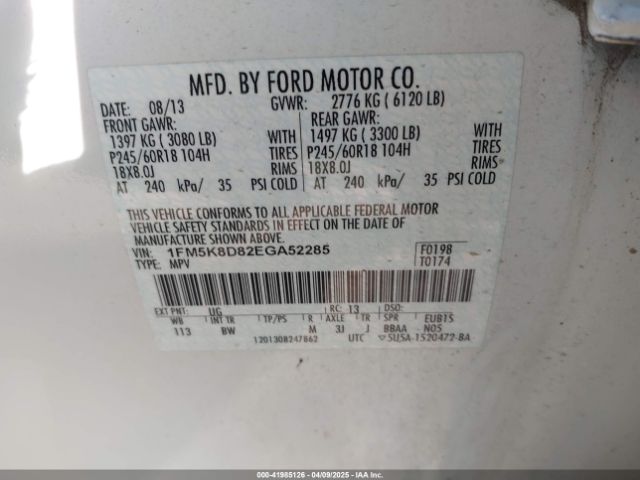 MFD. BY FORD MOTOR CO.
DATE: 08/13 GVWR: 2776 KG ( 6120 LB)
FRONT GAWR: REAR GAWR:
1397 KG ( 3080 LB) WITH 1497 KG ( 3300 LB) WITH
P245/60R18 104H TIRES P245/60R18 104H TIRES
18X8.0J RIMS 18X8.0J RIMS
AT 240 kPa/ 35 PSI COLD AT 240 kPa/ 35 PSI COLD
THIS VEHICLE CONFORMS TO ALL APPLICABLE FEDERAL MOTOR
VEHICLE SAFETY STANDARDS IN EFFECT ON THE DATE OF
MANUFACTURE SHOWN ABOVE.
VIN: 1FM5K8D82EGA52285 F0198
TYPE: MPV T0174
EXT PNT: UG RC: 13 DSO:
WB INT TR TP/PS R AXLE TR SPR EUB15
113 BW M 3J J BBAA N05
UTC 5U5A-1520472-BA
000-41985126 - 04/09/2025 - IAA, Inc.